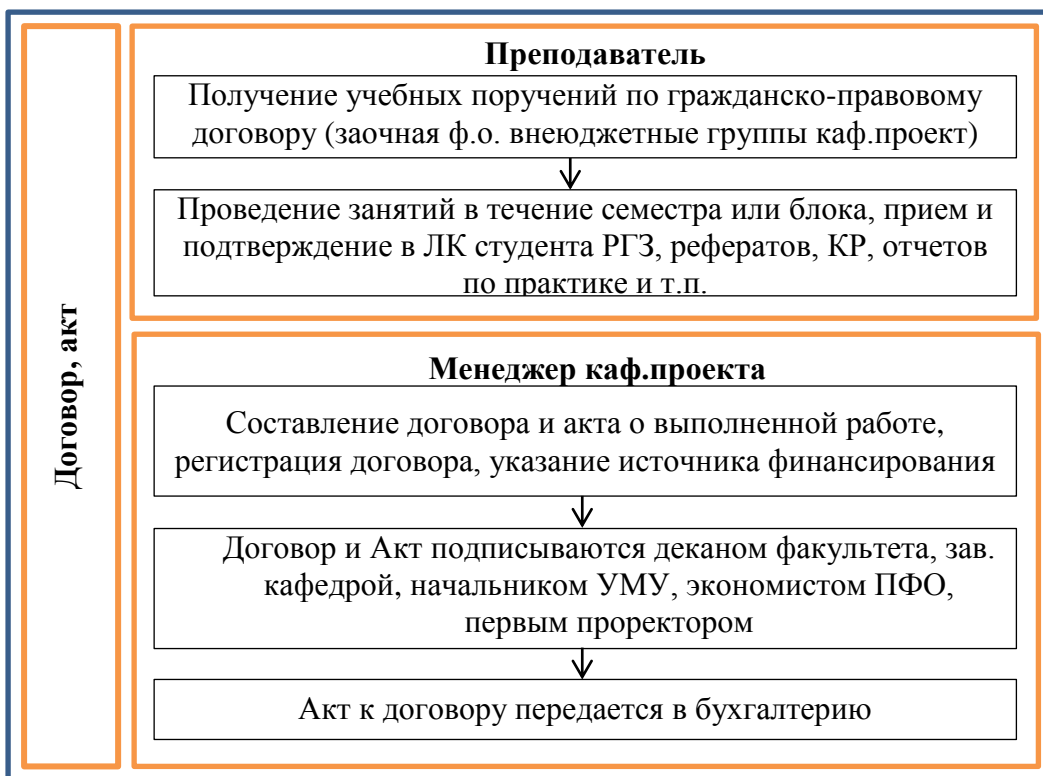 Договор, акт
Преподаватель
Получение учебных поручений по гражданско-правовому
договору (заочная ф.о. внеюджетные группы каф.проект)
Проведение занятий в течение семестра или блока, прием и
подтверждение в ЛК студента РГЗ, рефератов, КР, отчетов
по практике и т.п.
Менеджер каф.проекта
Составление договора и акта о выполненной работе,
регистрация договора, указание источника финансирования
Договор и Акт подписываются деканом факультета, зав.
кафедрой, начальником УМУ, экономистом ПФО,
первым проректором
Акт к договору передается в бухгалтерию